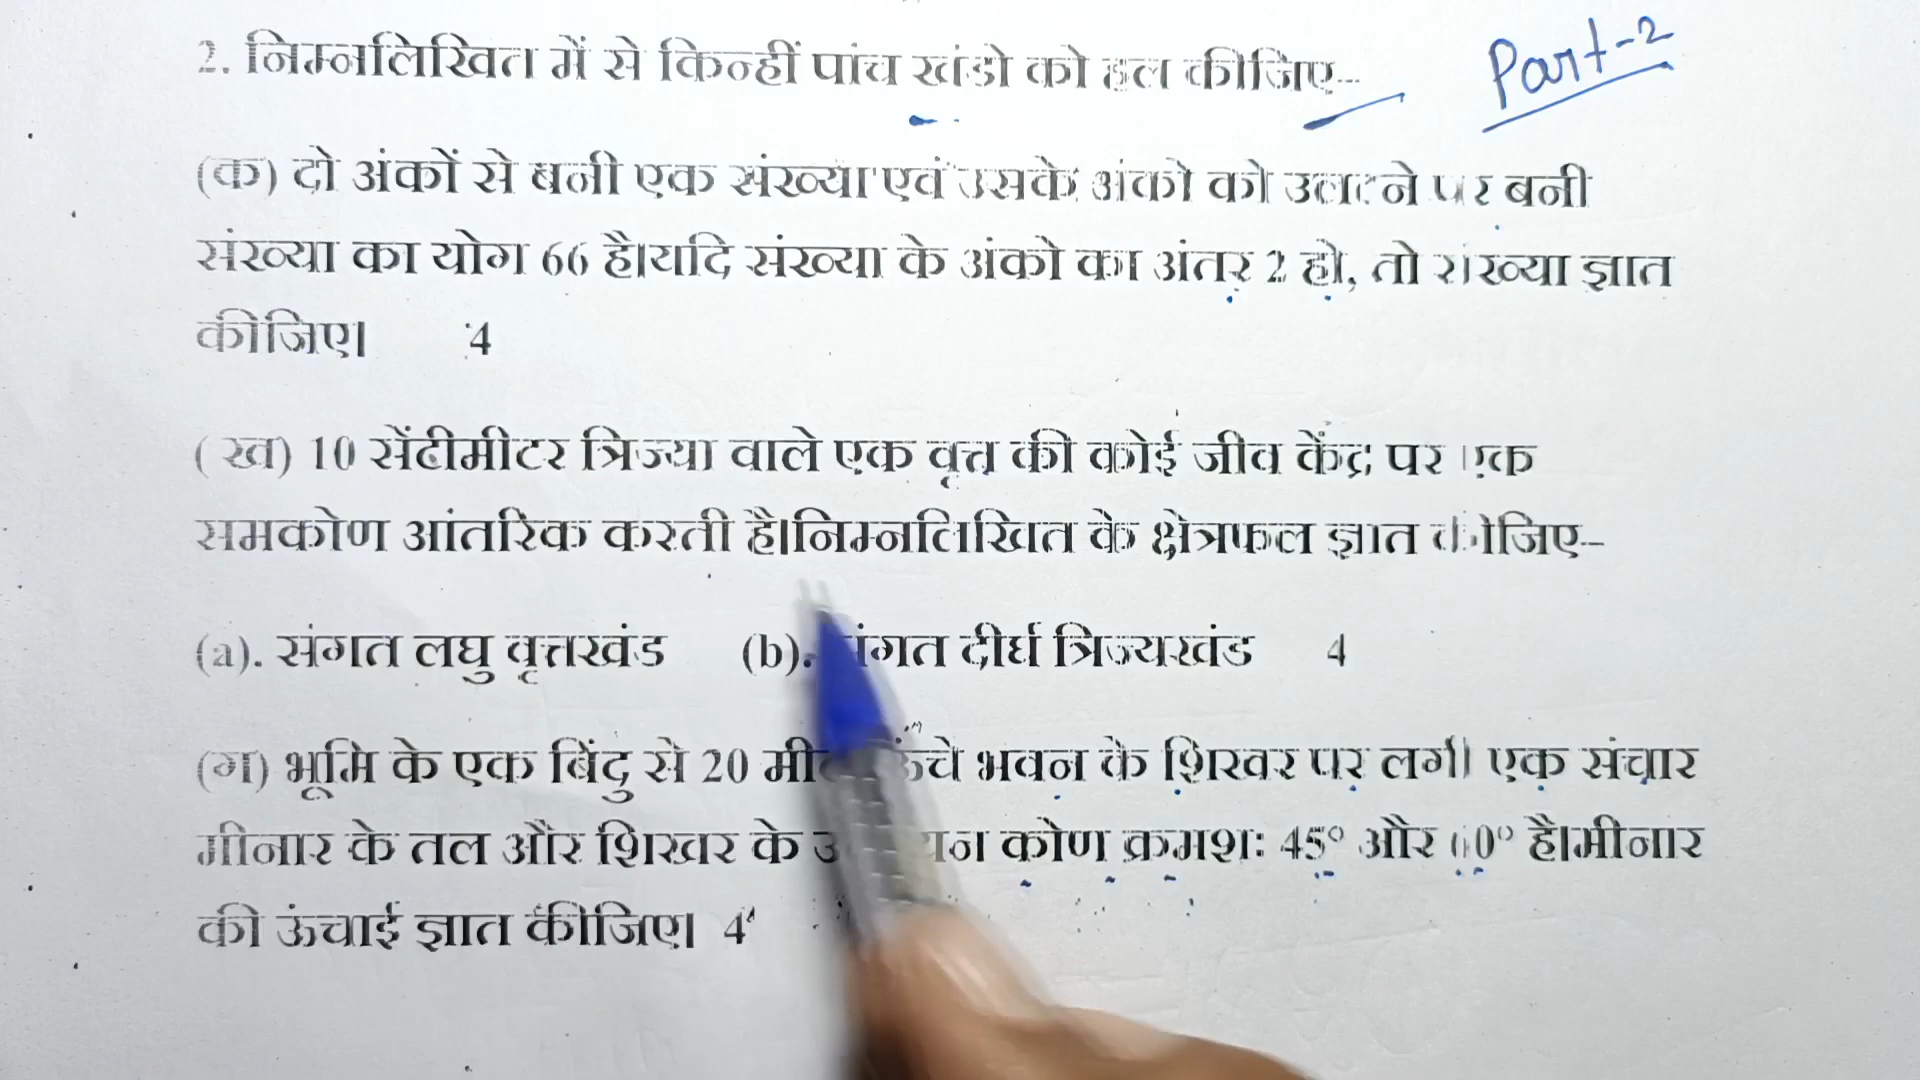 2. निम्नलिखित में से किन्हीं पांच खंडो को हल कीजिए--
Part-2
(क) दो अंकों से बनी एक संख्या एवं उसके अंको को उलटने पर बनी
संख्या का योग 66 है।यदि संख्या के अंको का अंतर 2 हो, तो संख्या ज्ञात
कीजिए। 4
(ख) 10 सेंटीमीटर त्रिज्या वाले एक वृत्त की कोई जीव केंद्र पर एक
समकोण आंतरिक करती है।निम्नलिखित के क्षेत्रफल ज्ञात कीजिए--
(a). संगत लघु वृत्तखंड (b). संगत दीर्घ त्रिज्यखंड 4
(ग) भूमि के एक बिंदु से 20 भवन के शिखर पर लगी एक संचार
मीनार के तल और शिखर के कोण क्रमशः 45° और 60° है।मीनार
की ऊंचाई ज्ञात कीजिए। 4